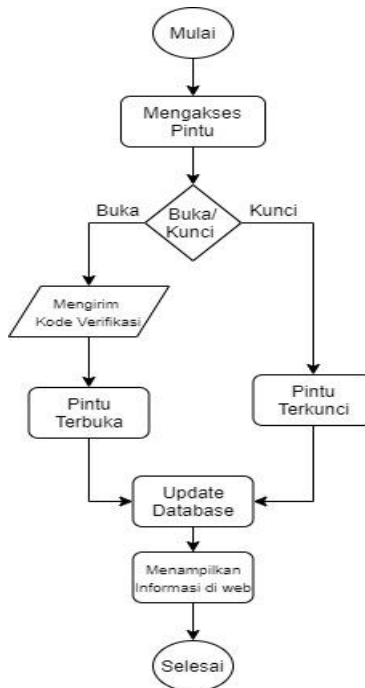 Mulai
Mengakses
Pintu
Buka
Buka/
Kunci
Kunci
Mengirim
Kode Verifikasi
Pintu
Terbuka
Pintu
Terkunci
Update
Database
Menampilkan
Informasi di web
Selesai